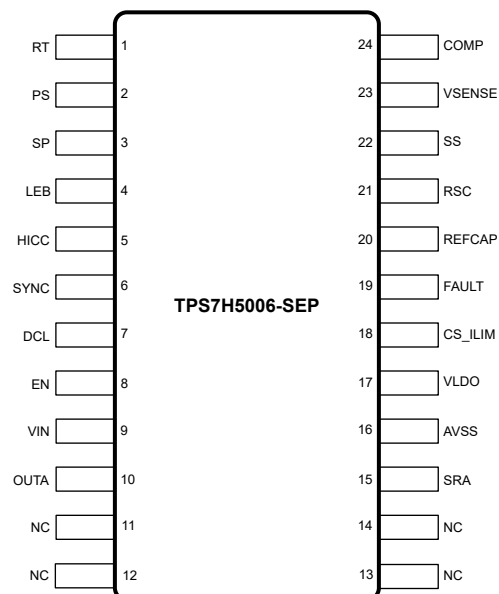 RT 1 24 COMP
PS 2 23 VSENSE
SP 3 22 SS
LEB 4 21 RSC
HICC 5 20 REFCAP
SYNC 6 19 FAULT
TPS7H5006-SEP
DCL 7 18 CS_ILIM
EN 8 17 VLDO
VIN 9 16 AVSS
OUTA 10 15 SRA
NC 11 14 NC
NC 12 13 NC